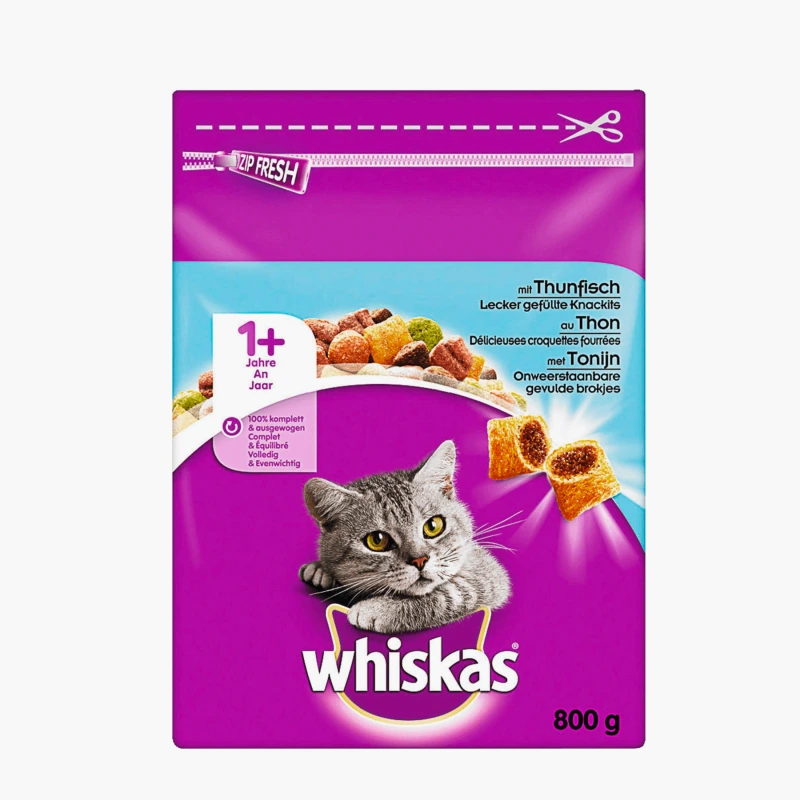 ZIP FRESH
mit Thunfisch
Lecker gefüllte Knackits
au Thon
Délicieuses croquettes fourrées
met Tonijn
Onweerstaanbare
gevulde brokjes
1+
Jahre
An
Jaar
100% komplett
& ausgewogen
Complet
& Équilibré
Volledig
& Evenwichtig
whiskas®
800 g